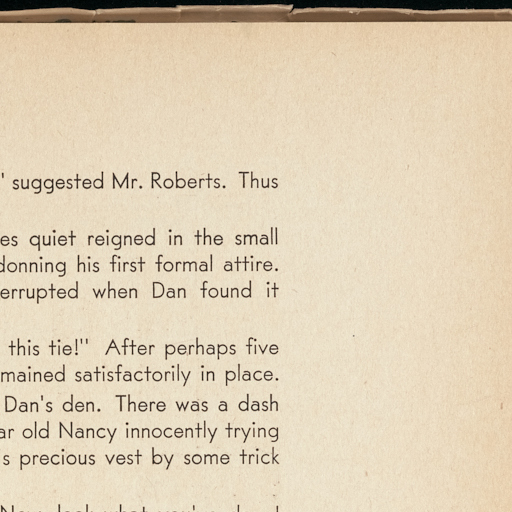 ' suggested Mr. Roberts. Thus
es quiet reigned in the small
donning his first formal attire.
errupted when Dan found it
this tie!" After perhaps five
mained satisfactorily in place.
Dan's den. There was a dash
ar old Nancy innocently trying
s precious vest by some trick